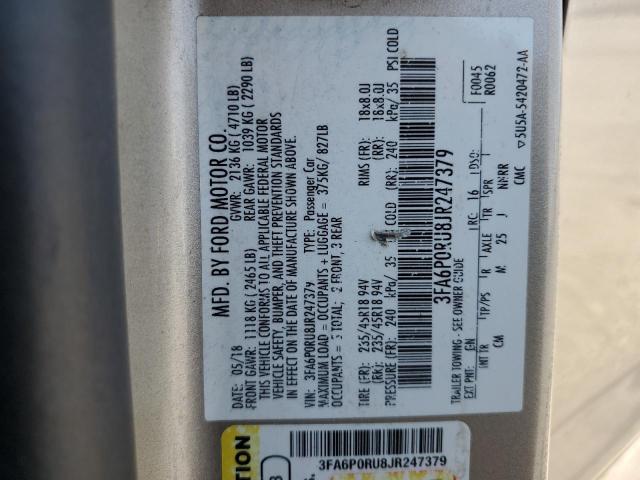 MFD. BY FORD MOTOR CO.
DATE: 05/18 GVWR: 2136 KG ( 4710 LB)
FRONT GAWR: 1118 KG ( 2465 LB) REAR GAWR: 1039 KG ( 2290 LB)
THIS VEHICLE CONFORMS TO ALL APPLICABLE FEDERAL MOTOR
VEHICLE SAFETY, BUMPER, AND THEFT PREVENTION STANDARDS
IN EFFECT ON THE DATE OF MANUFACTURE SHOWN ABOVE.
VIN: 3FA6P0RU8JR247379 TYPE: Passenger Car
MAXIMUM LOAD = OCCUPANTS + LUGGAGE = 375KG/ 827LB
OCCUPANTS = TOTAL; 2 FRONT, 3 REAR
TIRE (FR): 235/45R18 94V RIMS (FR): 18x8.0J
(RR): 235/45R18 94V (RR): 18x8.0J
PRESSURE (FR): 240 kPa/ 35 COLD (RR): 240 kPa/ 35 PSI COLD
3FA6P0RU8JR247379
TRAILER TOWING - SEE OWNER GUIDE F0045
EXT PNT: EN RC: 16 DSO: R0062
INT TR TP/PS R AXLE TR SPR
CM M 25 J NNRR
CMC ▽5U5A-5420472-AA
3FA6P0RU8JR247379